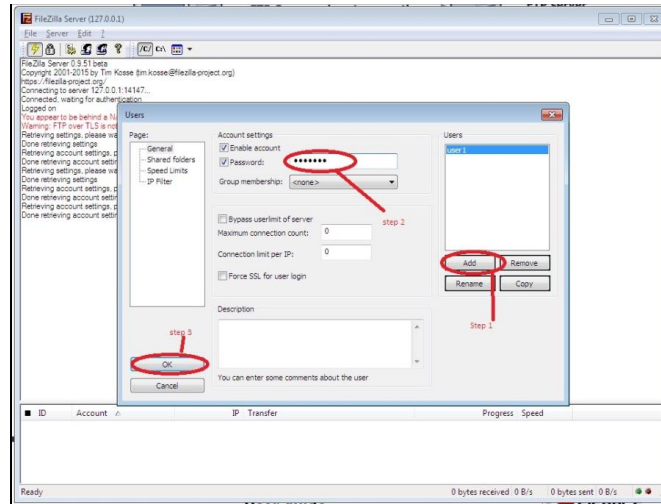 FileZilla Server (127.0.0.1)
File Server Edit ?
/C/ C:\
FileZilla Server 0.9.51 beta
Copyright 2001-2015 by Tim Kosse (tim.kosse@filezilla-project.org)
https://filezilla-project.org/
Connecting to server 127.0.0.1:14147...
Connected, waiting for authentication
Logged on
You appear to be behind a NA
Warning: FTP over TLS is not
Retrieving settings, please wa
Done retrieving settings
Retrieving account settings, p
Done retrieving account settin
Retrieving settings, please wa
Done retrieving settings
Retrieving account settings, p
Done retrieving account settin
Retrieving account settings, p
Done retrieving account settin
Users
Page:
General
Shared folders
Speed Limits
IP Filter
step 3
OK
Cancel
Account settings
Enable account
Password:
Group membership: <none>
step 2
Bypass userlimit of server
Maximum connection count: 0
Connection limit per IP: 0
Force SSL for user login
Description
You can enter some comments about the user
Users
user1
Add Remove
Rename Copy
Step 1
ID Account IP Transfer Progress Speed
Ready 0 bytes received 0 B/s 0 bytes sent 0 B/s